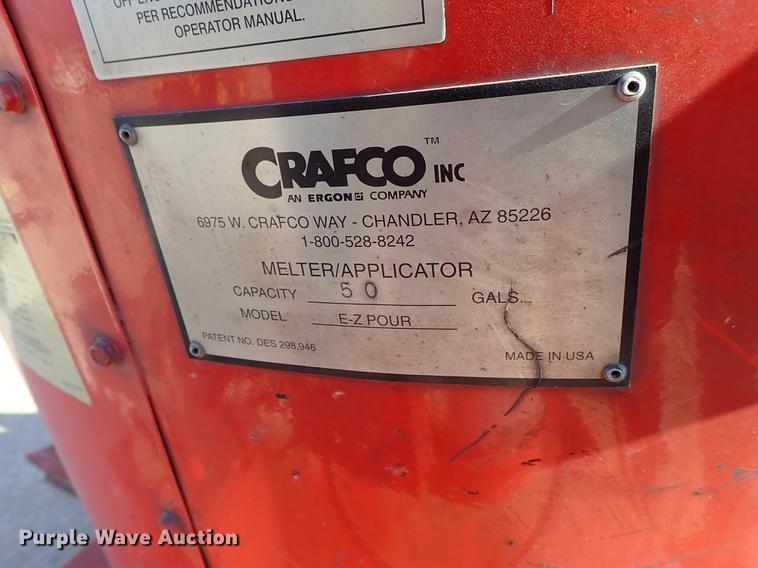 PER RECOMMENDATIONS
OPERATOR MANUAL.
CRAFCO™ INC
AN ERGON COMPANY
6975 W. CRAFCO WAY - CHANDLER, AZ 85226
1-800-528-8242
MELTER/APPLICATOR
CAPACITY 50 GALS.
MODEL E-Z POUR
PATENT NO. DES 298,946
MADE IN USA
Purple Wave Auction®